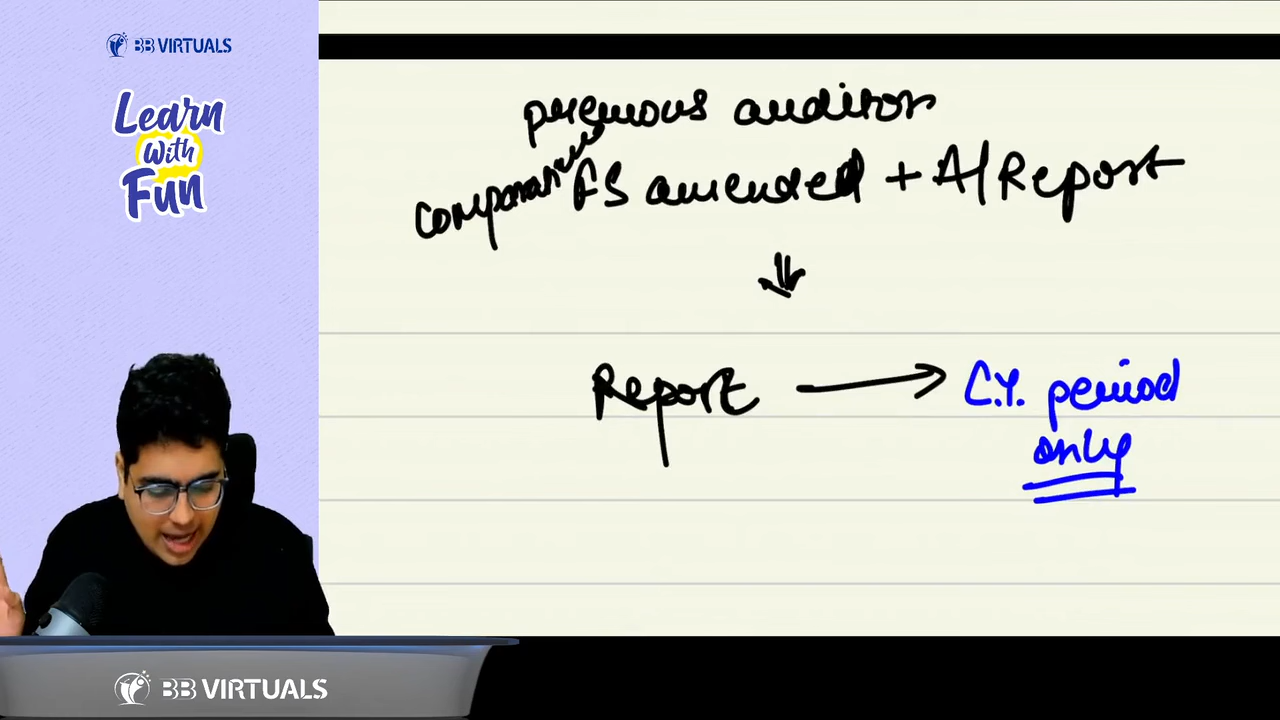 BB VIRTUALS
Learn
With
Fun
previous auditor
comparative FS amended + A/Report
Report → C.Y. period
only
BB VIRTUALS